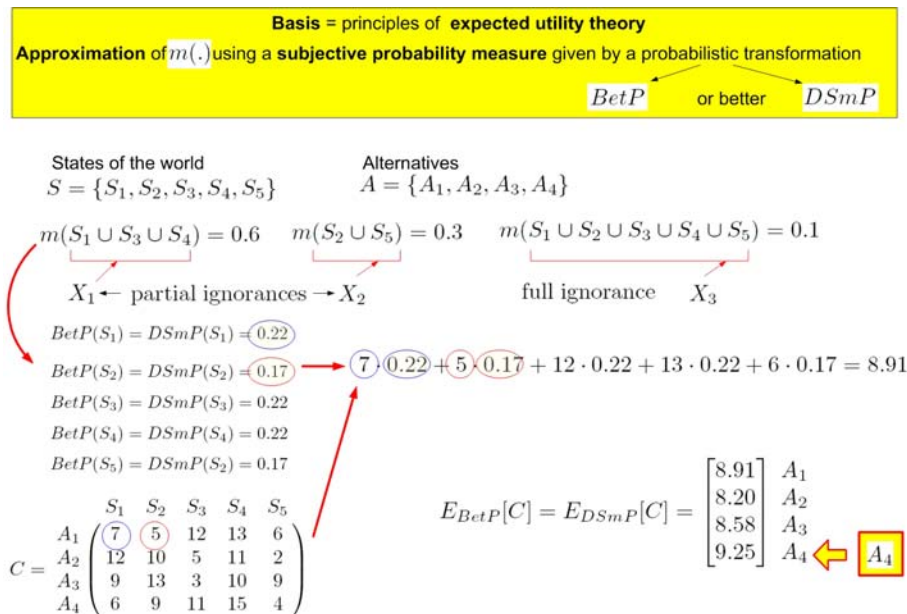 Basis = principles of expected utility theory
Approximation of m(.) using a subjective probability measure given by a probabilistic transformation
BetP or better DSmP
States of the world Alternatives
S = {S₁, S₂, S₃, S₄, S₅} A = {A₁, A₂, A₃, A₄}
m(S₁ ∪ S₃ ∪ S₄) = 0.6 m(S₂ ∪ S₅) = 0.3 m(S₁ ∪ S₂ ∪ S₃ ∪ S₄ ∪ S₅) = 0.1
X₁ ← partial ignorances → X₂ full ignorance X₃
BetP(S₁) = DSmP(S₁) = 0.22
BetP(S₂) = DSmP(S₂) = 0.17
7 · 0.22 + 5 · 0.17 + 12 · 0.22 + 13 · 0.22 + 6 · 0.17 = 8.91
BetP(S₃) = DSmP(S₃) = 0.22
BetP(S₄) = DSmP(S₄) = 0.22
BetP(S₅) = DSmP(S₂) = 0.17
S₁ S₂ S₃ S₄ S₅
A₁ 7 5 12 13 6
A₂ 12 10 5 11 2
C =
A₃ 9 13 3 10 9
A₄ 6 9 11 15 4
E_BetP[C] = E_DSmP[C] =
8.91 A₁
8.20 A₂
8.58 A₃
9.25 A₄ A₄